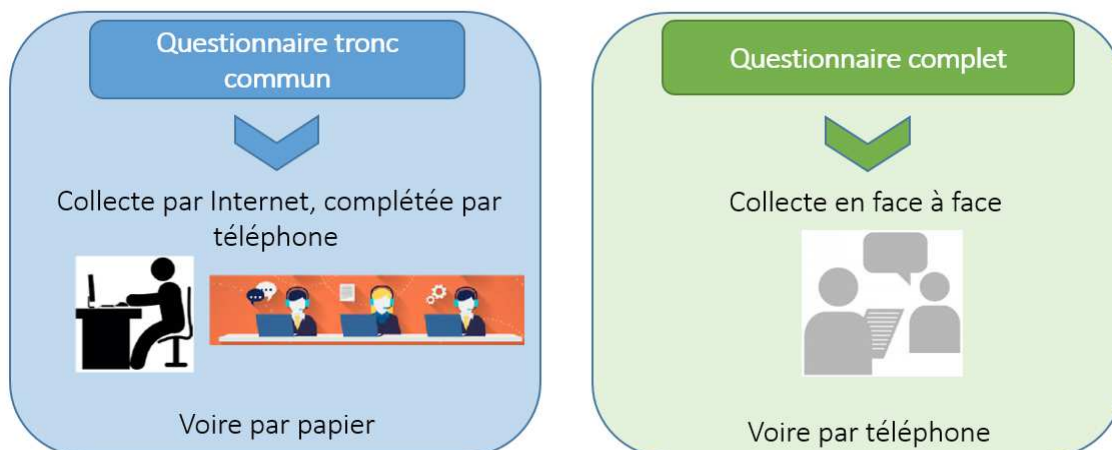 Questionnaire tronc
commun
Collecte par Internet, complétée par
téléphone
Voire par papier
Questionnaire complet
Collecte en face à face
Voire par téléphone